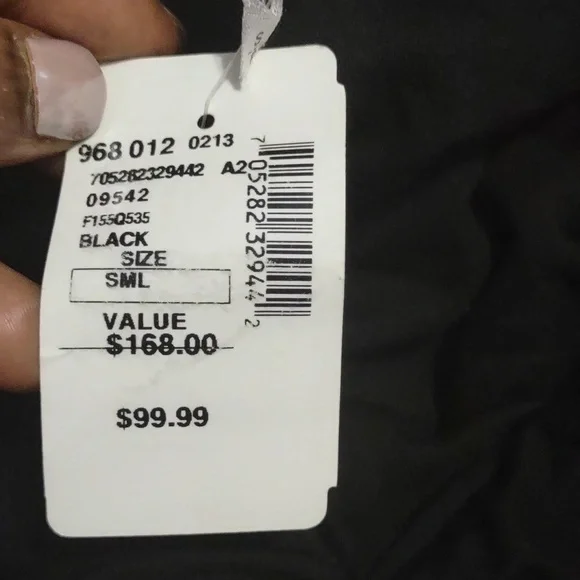 968 012 0213
705282329442 A2
09542
F155Q535
BLACK
SIZE
SML
VALUE
$168.00
$99.99
7 05282 32944 2